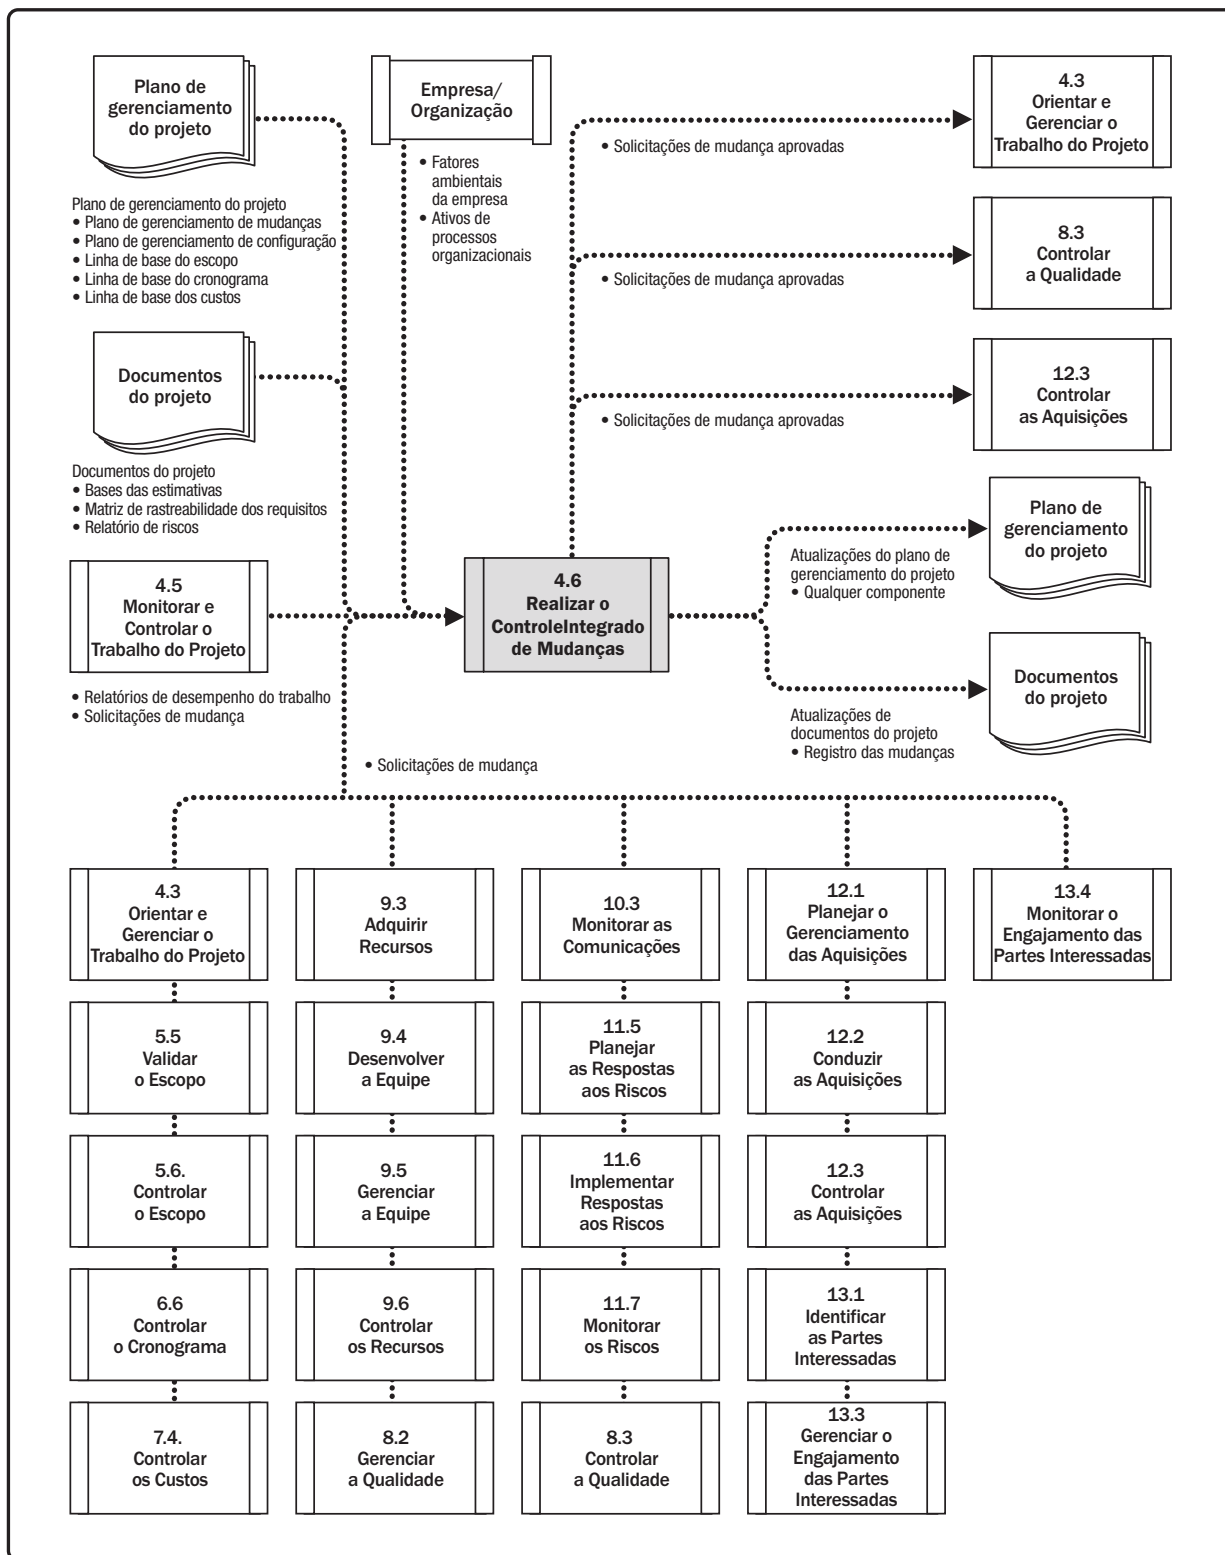 Plano de
gerenciamento
do projeto
Plano de gerenciamento do projeto
• Plano de gerenciamento de mudanças
• Plano de gerenciamento de configuração
• Linha de base do escopo
• Linha de base do cronograma
• Linha de base dos custos
Empresa/
Organização
• Fatores
ambientais
da empresa
• Ativos de
processos
organizacionais
• Solicitações de mudança aprovadas
4.3
Orientar e
Gerenciar o
Trabalho do Projeto
• Solicitações de mudança aprovadas
8.3
Controlar
a Qualidade
• Solicitações de mudança aprovadas
12.3
Controlar
as Aquisições
Documentos
do projeto
Documentos do projeto
• Bases das estimativas
• Matriz de rastreabilidade dos requisitos
• Relatório de riscos
4.5
Monitorar e
Controlar o
Trabalho do Projeto
• Relatórios de desempenho do trabalho
• Solicitações de mudança
4.6
Realizar o
ControleIntegrado
de Mudanças
Plano de
gerenciamento
do projeto
Atualizações do plano de
gerenciamento do projeto
• Qualquer componente
Documentos
do projeto
Atualizações de
documentos do projeto
• Registro das mudanças
• Solicitações de mudança
4.3
Orientar e
Gerenciar o
Trabalho do Projeto
9.3
Adquirir
Recursos
10.3
Monitorar as
Comunicações
12.1
Planejar o
Gerenciamento
das Aquisições
13.4
Monitorar o
Engajamento das
Partes Interessadas
5.5
Validar
o Escopo
9.4
Desenvolver
a Equipe
11.5
Planejar
as Respostas
aos Riscos
12.2
Conduzir
as Aquisições
5.6.
Controlar
o Escopo
9.5
Gerenciar
a Equipe
11.6
Implementar
Respostas
aos Riscos
12.3
Controlar
as Aquisições
6.6
Controlar
o Cronograma
9.6
Controlar
os Recursos
11.7
Monitorar
os Riscos
13.1
Identificar
as Partes
Interessadas
7.4.
Controlar
os Custos
8.2
Gerenciar
a Qualidade
8.3
Controlar
a Qualidade
13.3
Gerenciar o
Engajamento
das Partes
Interessadas